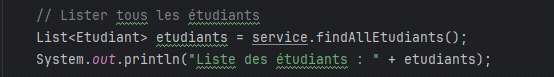 // Lister tous les étudiants
List<Etudiant> etudiants = service.findAllEtudiants();
System.out.println("Liste des étudiants : " + etudiants);